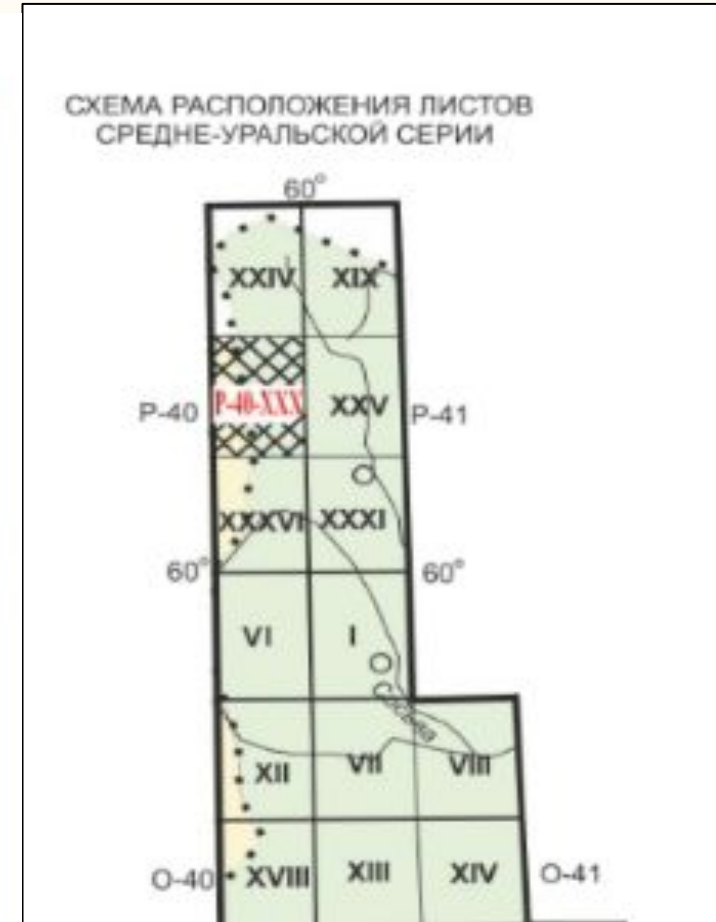 СХЕМА РАСПОЛОЖЕНИЯ ЛИСТОВ
СРЕДНЕ-УРАЛЬСКОЙ СЕРИИ
60°
XXIV XIX
P-40 P-40-XXX XXV P-41
XXXVI XXXI
60° 60°
VI I
Сосьва
XII VII VIII
O-40 XVIII XIII XIV O-41